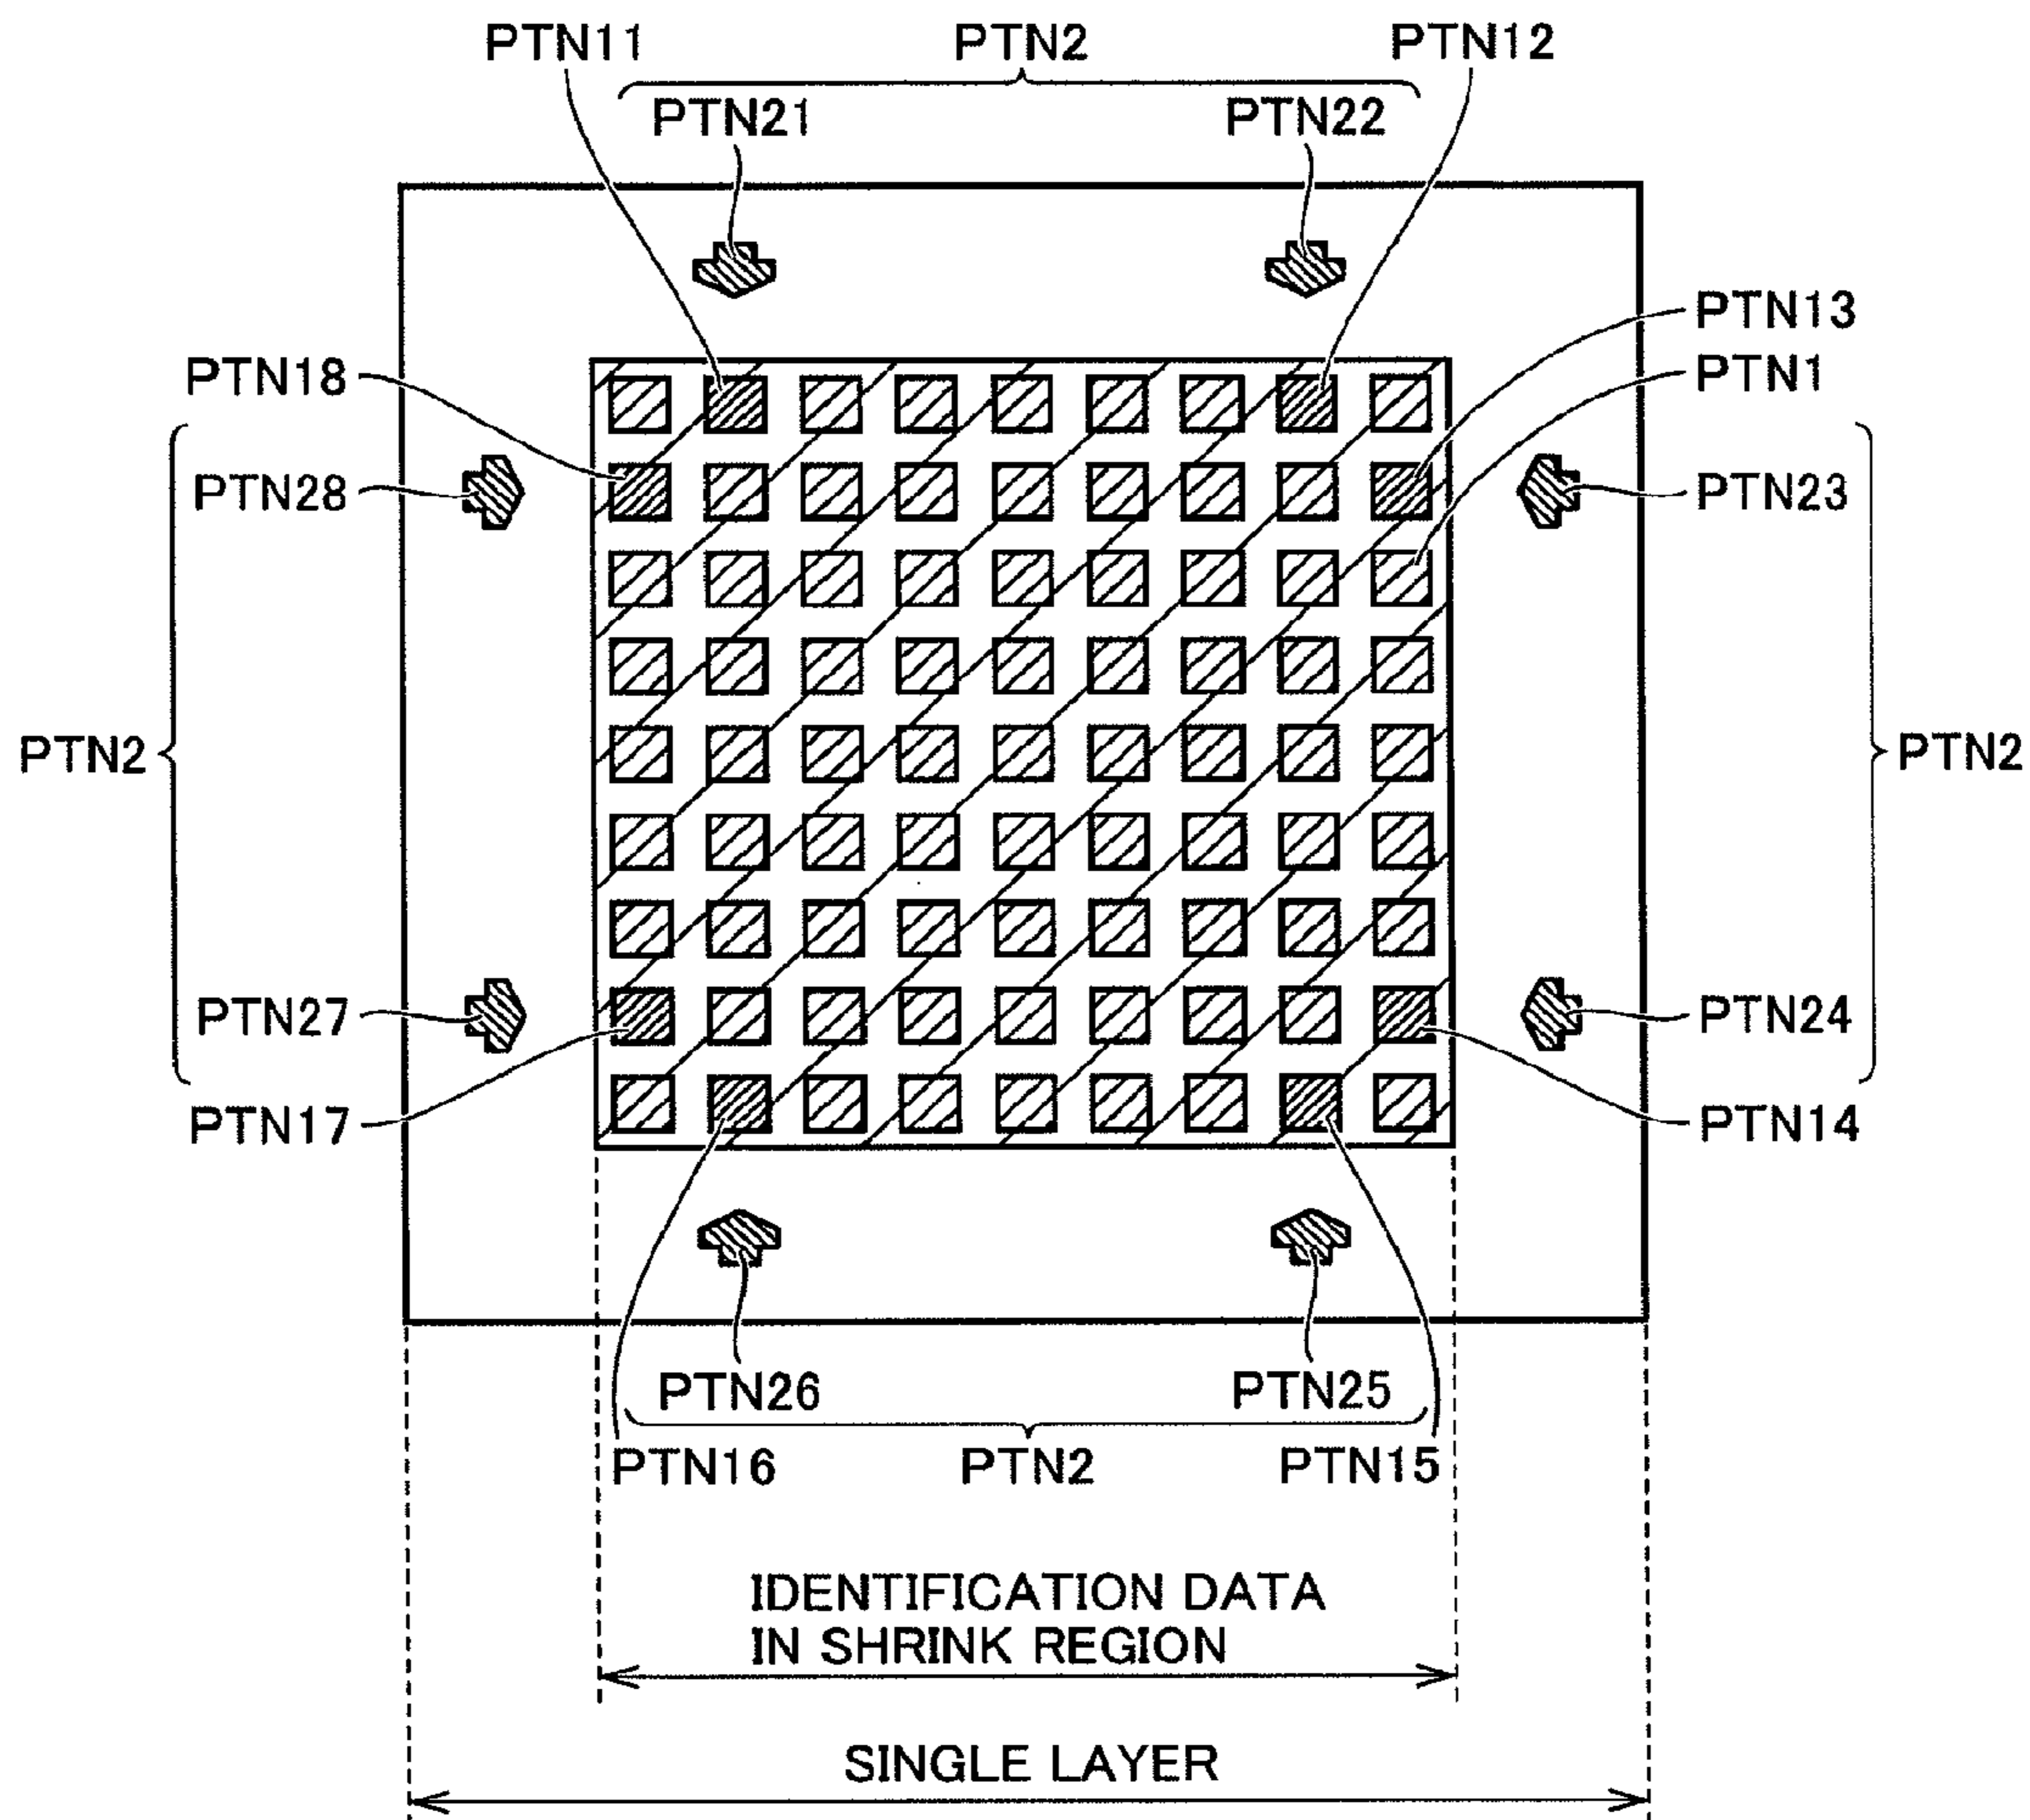 PTN11 PTN2 PTN12
PTN21 PTN22
PTN13
PTN18 PTN1
PTN28 PTN23
PTN2 PTN2
PTN27 PTN24
PTN17 PTN14
PTN26 PTN25
PTN16 PTN2 PTN15
IDENTIFICATION DATA
IN SHRINK REGION
SINGLE LAYER